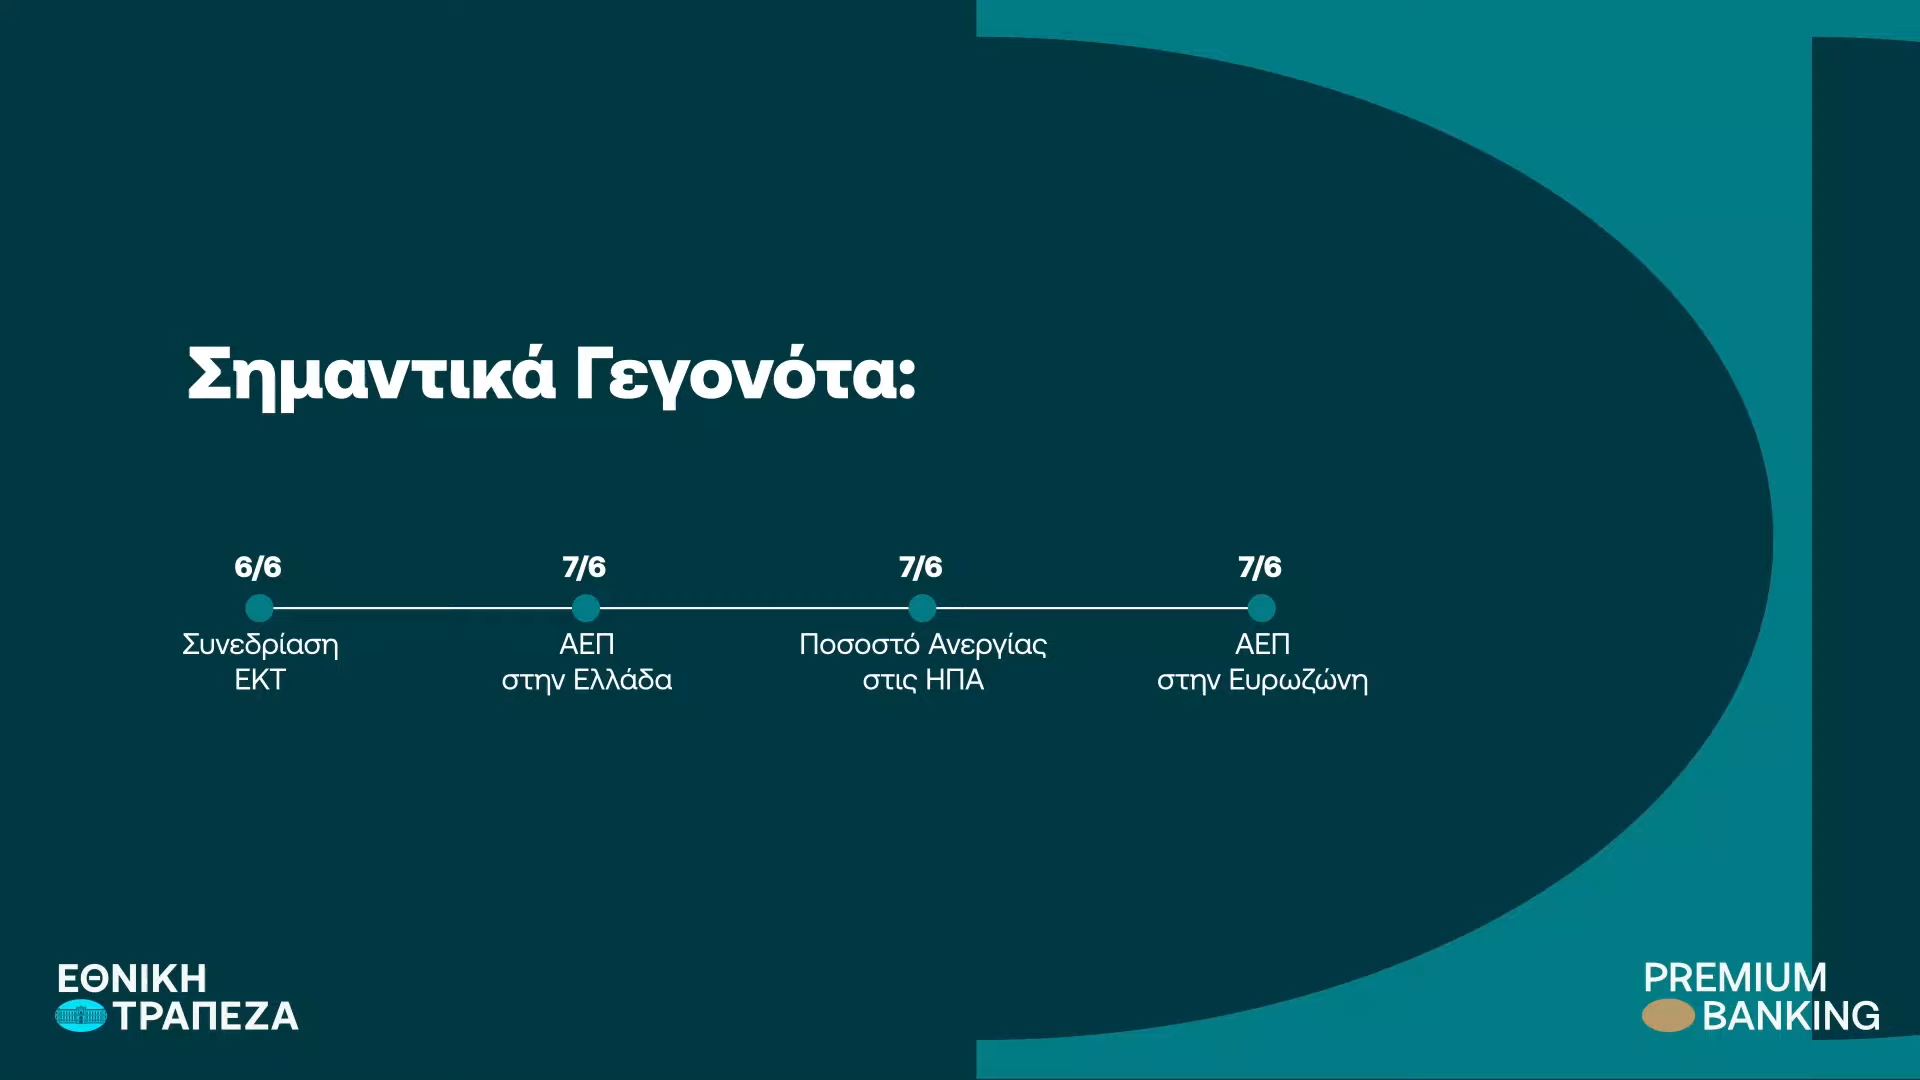 Σημαντικά Γεγονότα:
6/6
Συνεδρίαση
ΕΚΤ
7/6
ΑΕΠ
στην Ελλάδα
7/6
Ποσοστό Ανεργίας
στις ΗΠΑ
7/6
ΑΕΠ
στην Ευρωζώνη
ΕΘΝΙΚΗ
ΤΡΑΠΕΖΑ
PREMIUM
BANKING